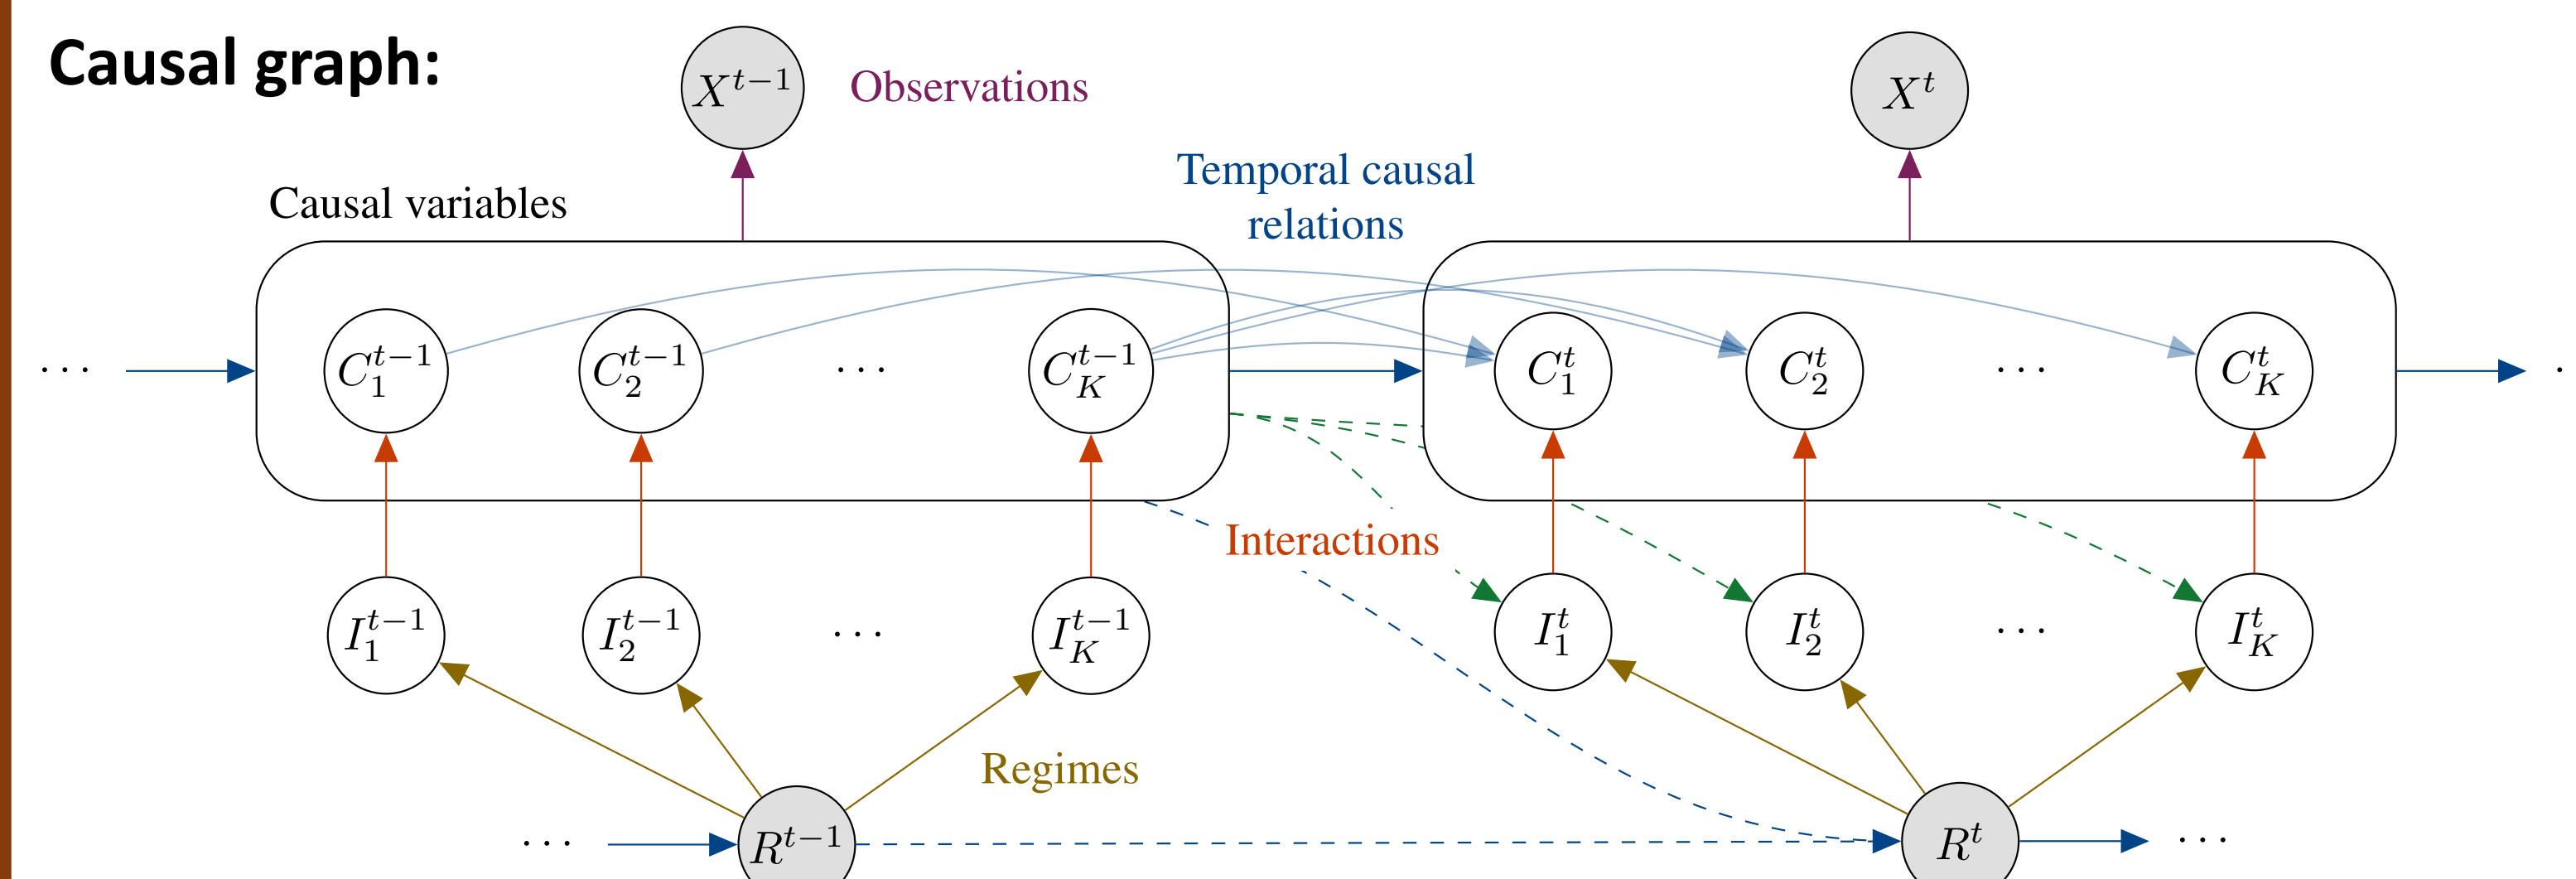 Causal graph:
X^{t−1}
Observations
X^t
Temporal causal
relations
Causal variables
··· C_1^{t−1} C_2^{t−1} ··· C_K^{t−1} C_1^t C_2^t ··· C_K^t ·
Interactions
I_1^{t−1} I_2^{t−1} ··· I_K^{t−1} I_1^t I_2^t ··· I_K^t
Regimes
··· R^{t−1} R^t ···